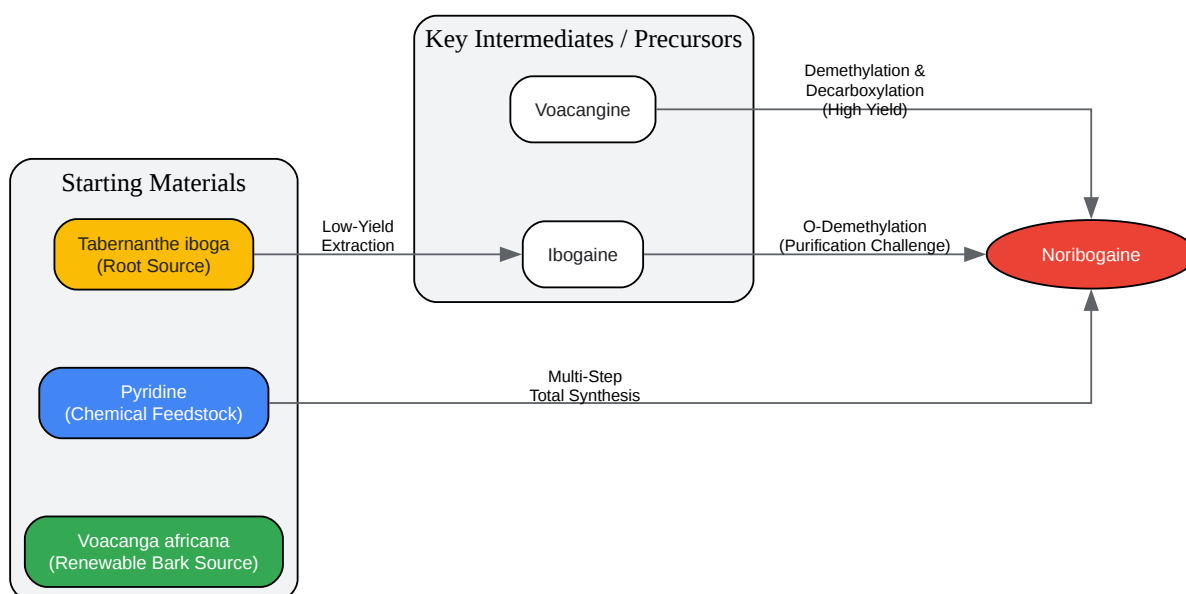 Key Intermediates / Precursors
Voacangine
Demethylation &
Decarboxylation
(High Yield)
Starting Materials
Tabernanthe iboga
(Root Source)
Low-Yield
Extraction
Ibogaine
O-Demethylation
(Purification Challenge)
Noribogaine
Pyridine
(Chemical Feedstock)
Multi-Step
Total Synthesis
Voacanga africana
(Renewable Bark Source)